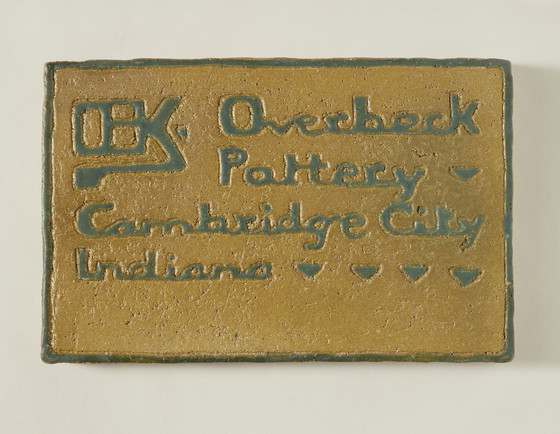 OBK Overbeck
Pottery
Cambridge City
Indiana